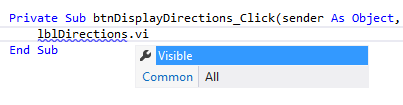 Private Sub btnDisplayDirections_Click(sender As Object,
lblDirections.vi
Visible
End Sub
Common All